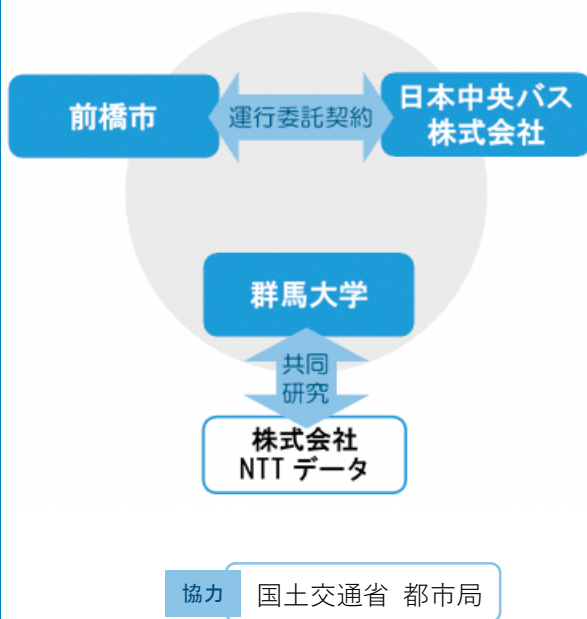 前橋市
運行委託契約
日本中央バス
株式会社
群馬大学
共同
研究
株式会社
NTT データ
協力
国土交通省 都市局